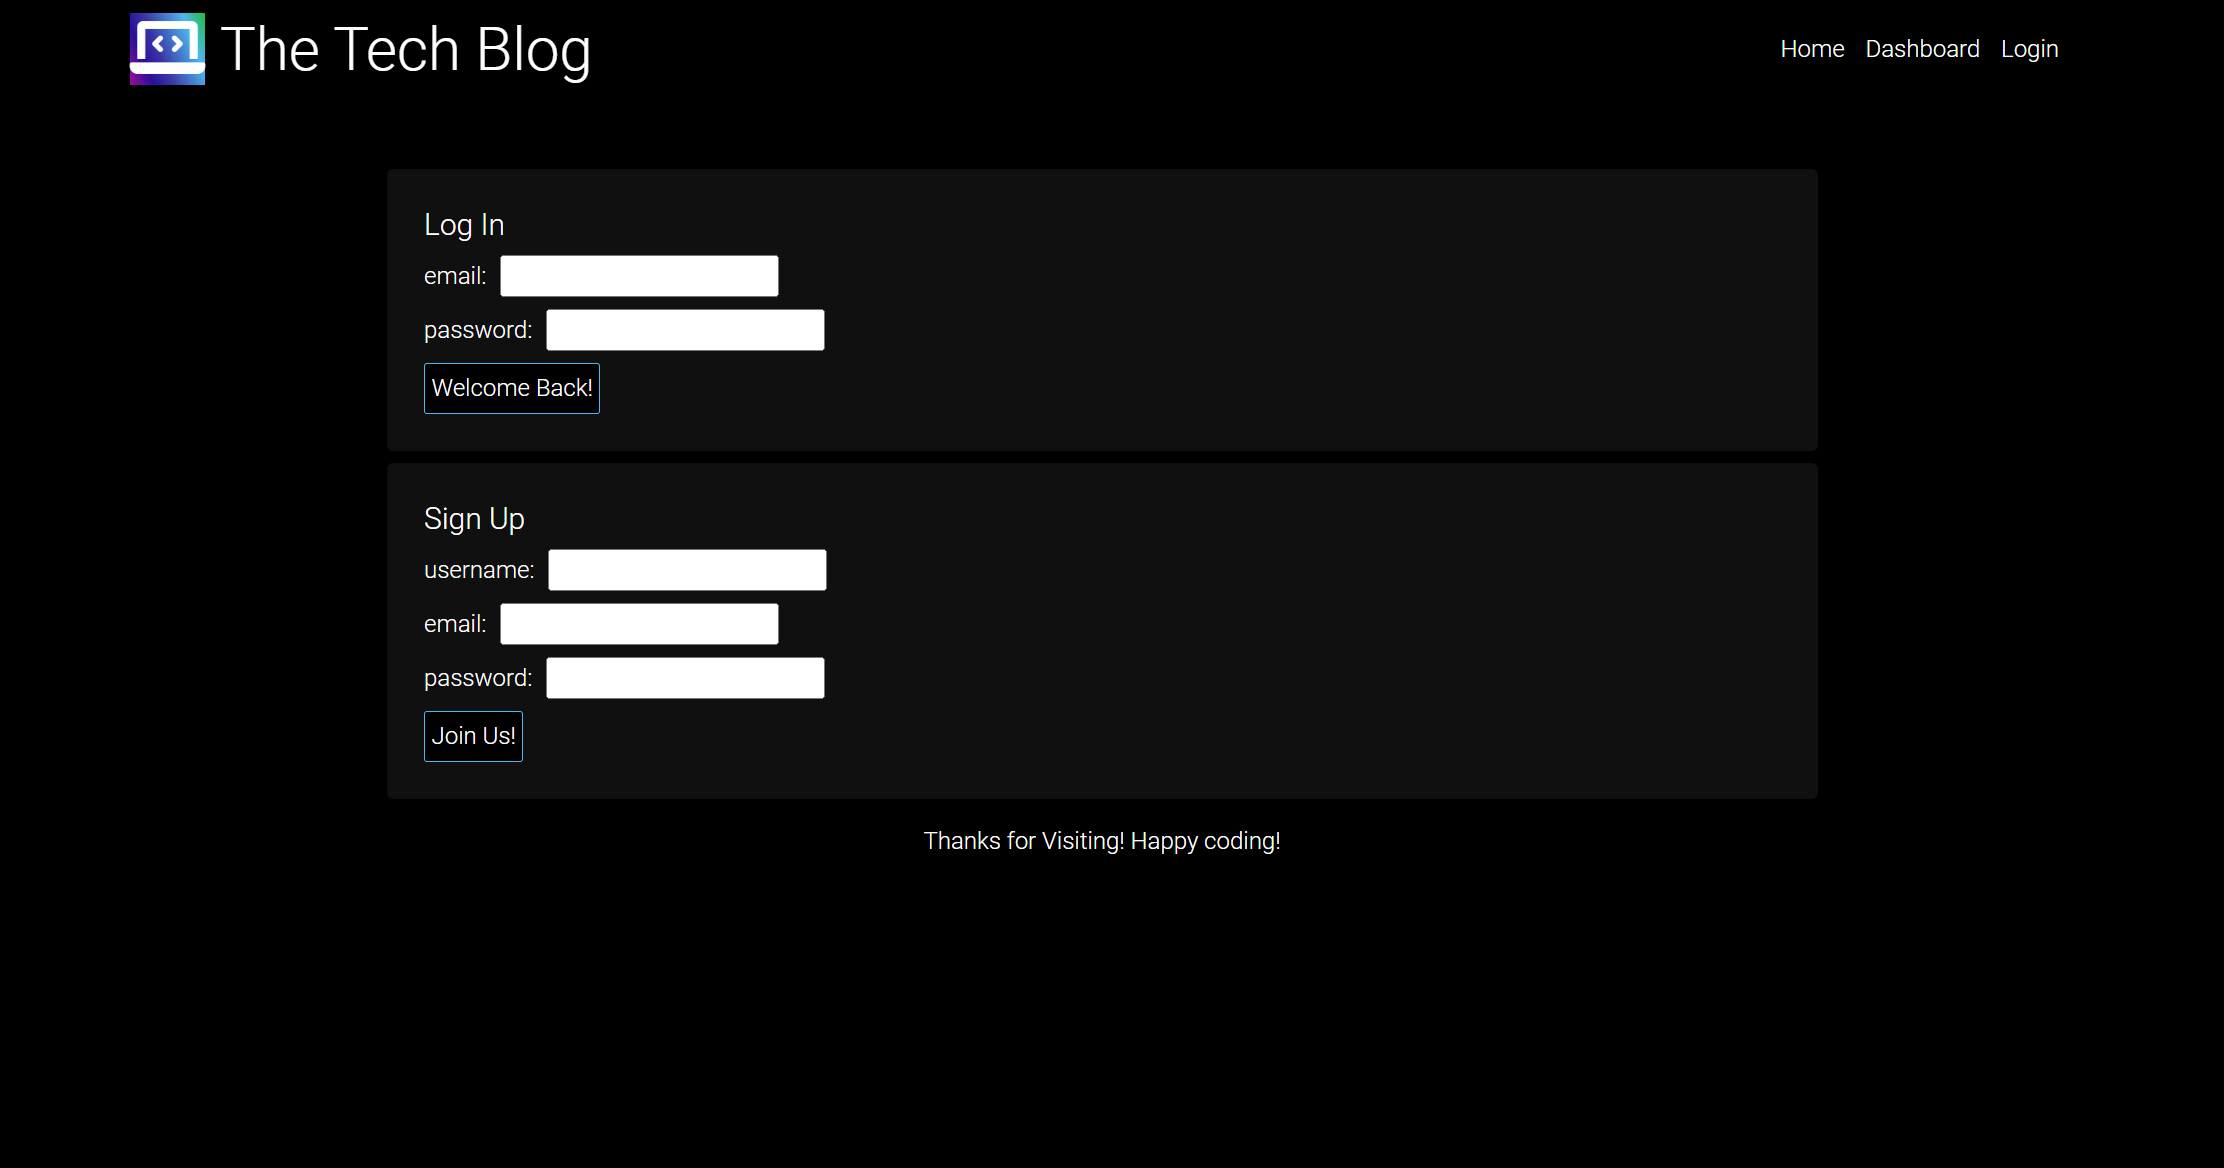 The Tech Blog
Home Dashboard Login
Log In
email:
password:
Welcome Back!
Sign Up
username:
email:
password:
Join Us!
Thanks for Visiting! Happy coding!